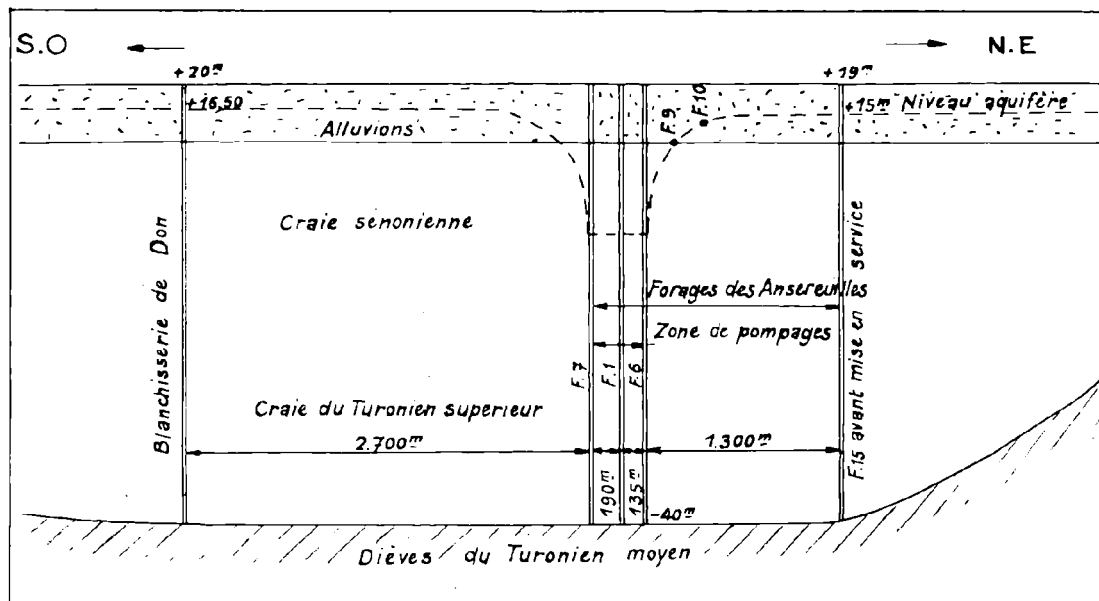 S.O
N.E
+20m
+19m
+16,50
+15m Niveau aquifère
Alluvions
F.9
F.10
Craie sénonienne
Blanchisserie de Don
Forages des Ansereuilles
Zone de pompages
F.7
F.1
F.6
F.15 avant mise en service
Craie du Turonien supérieur
2.700m
190m
135m
1.300m
-40m
Dièves du Turonien moyen